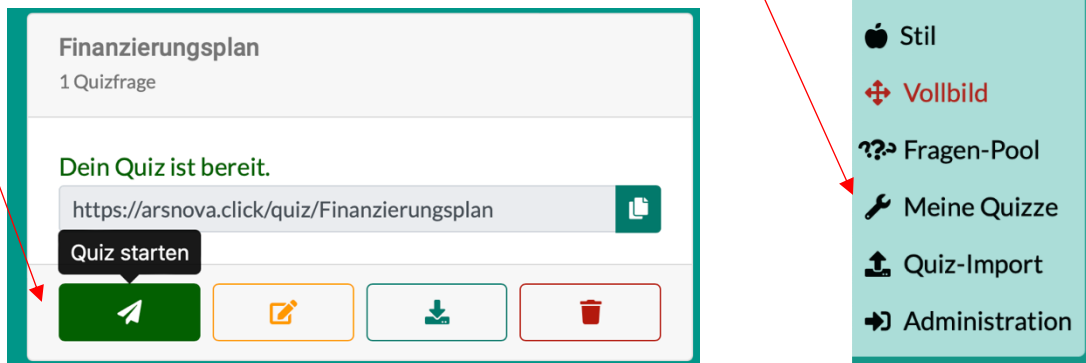 Finanzierungsplan
1 Quizfrage
Dein Quiz ist bereit.
https://arsnova.click/quiz/Finanzierungsplan
Quiz starten
Stil
Vollbild
Fragen-Pool
Meine Quizze
Quiz-Import
Administration